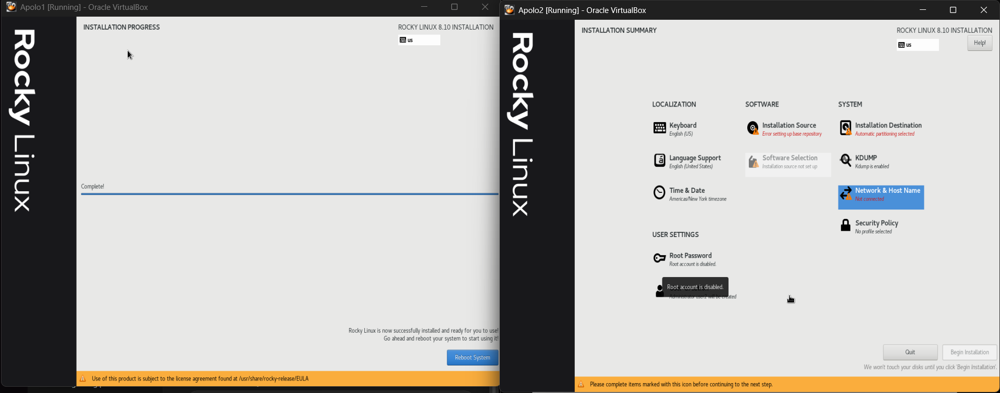 Apolo1 [Running] - Oracle VirtualBox
Rocky Linux
INSTALLATION PROGRESS
ROCKY LINUX 8.10 INSTALLATION
us
Complete!
Rocky Linux is now successfully installed and ready for you to use!
Go ahead and reboot your system to start using it!
Reboot System
Use of this product is subject to the license agreement found at /usr/share/rocky-release/EULA
Apolo2 [Running] - Oracle VirtualBox
Rocky Linux
INSTALLATION SUMMARY
ROCKY LINUX 8.10 INSTALLATION
us
Help!
LOCALIZATION
Keyboard
English (US)
Language Support
English (United States)
Time & Date
Americas/New York timezone
SOFTWARE
Installation Source
Error setting up base repository
Software Selection
Installation source not set up
SYSTEM
Installation Destination
Automatic partitioning selected
KDUMP
Kdump is enabled
Network & Host Name
Not connected
Security Policy
No profile selected
USER SETTINGS
Root Password
Root account is disabled.
Root account is disabled.
Administrator user2 will be created
Quit
Begin Installation
We won't touch your disks until you click 'Begin Installation'.
Please complete items marked with this icon before continuing to the next step.